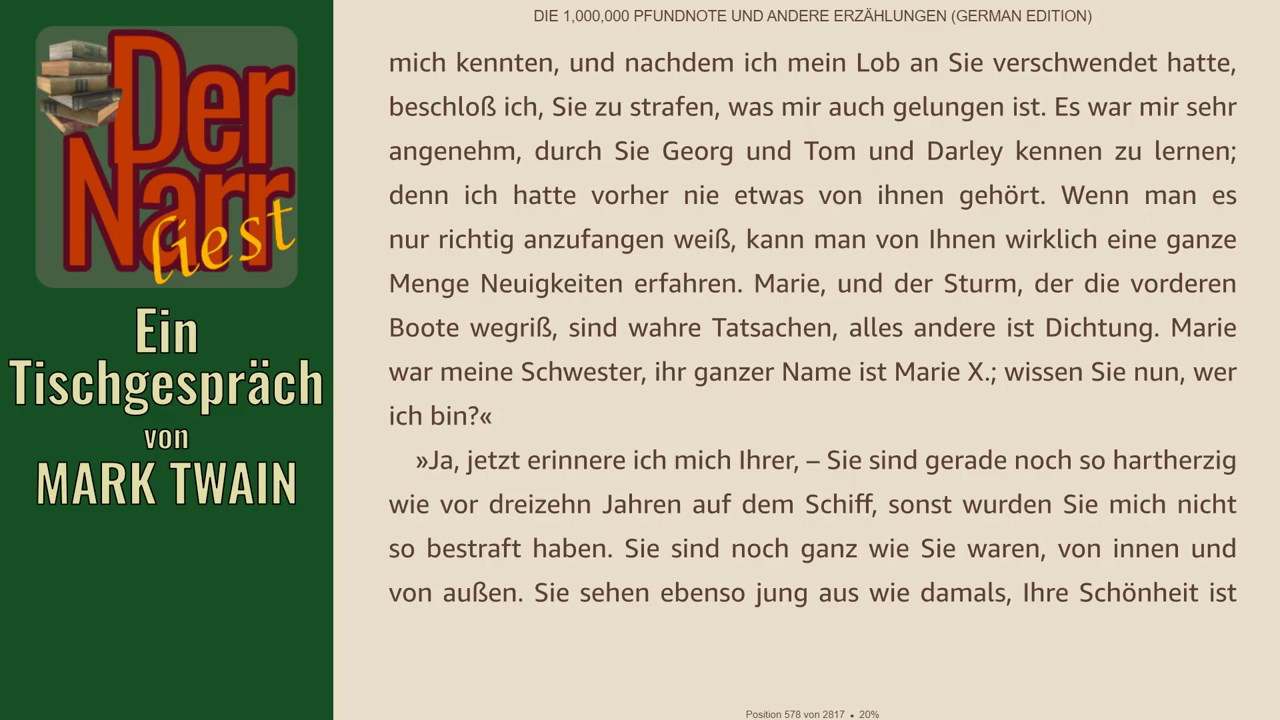 Der
Narr
liest
Ein
Tischgespräch
von
MARK TWAIN
DIE 1,000,000 PFUNDNOTE UND ANDERE ERZÄHLUNGEN (GERMAN EDITION)
mich kennten, und nachdem ich mein Lob an Sie verschwendet hatte,
beschloß ich, Sie zu strafen, was mir auch gelungen ist. Es war mir sehr
angenehm, durch Sie Georg und Tom und Darley kennen zu lernen;
denn ich hatte vorher nie etwas von ihnen gehört. Wenn man es
nur richtig anzufangen weiß, kann man von Ihnen wirklich eine ganze
Menge Neuigkeiten erfahren. Marie, und der Sturm, der die vorderen
Boote wegriß, sind wahre Tatsachen, alles andere ist Dichtung. Marie
war meine Schwester, ihr ganzer Name ist Marie X.; wissen Sie nun, wer
ich bin?«
»Ja, jetzt erinnere ich mich Ihrer, – Sie sind gerade noch so hartherzig
wie vor dreizehn Jahren auf dem Schiff, sonst wurden Sie mich nicht
so bestraft haben. Sie sind noch ganz wie Sie waren, von innen und
von außen. Sie sehen ebenso jung aus wie damals, Ihre Schönheit ist
Position 578 von 2817 • 20%